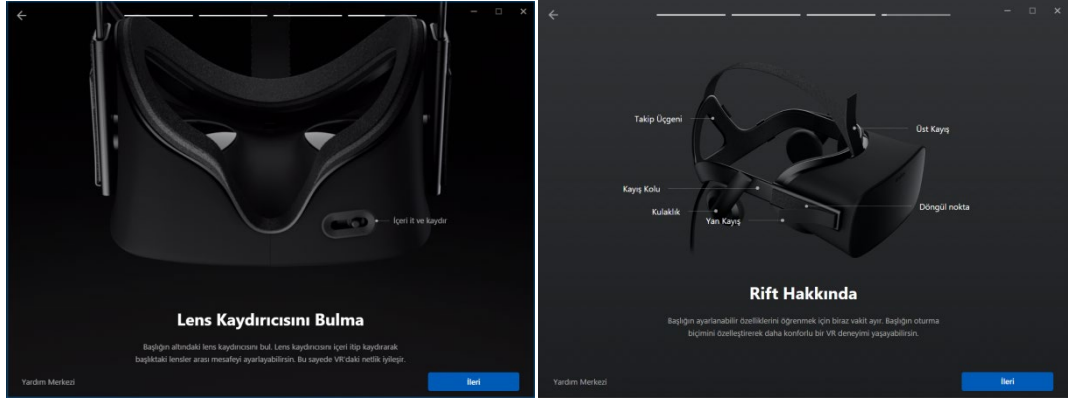 İçeri it ve kaydır
Lens Kaydırıcısını Bulma
Başlığın altındaki lens kaydırıcısını bul. Lens kaydırıcısını içeri itip kaydırarak
başlıktaki lensler arası mesafeyi ayarlayabilirsin. Bu sayede VR'daki netlik iyileşir.
Yardım Merkezi
İleri
Takip Üçgeni
Üst Kayış
Kayış Kolu
Kulaklık
Yan Kayış
Döngül nokta
Rift Hakkında
Başlığın ayarlanabilir özelliklerini öğrenmek için biraz vakit ayır. Başlığın oturma
biçimini özelleştirerek daha konforlu bir VR deneyimi yaşayabilirsin.
Yardım Merkezi
İleri